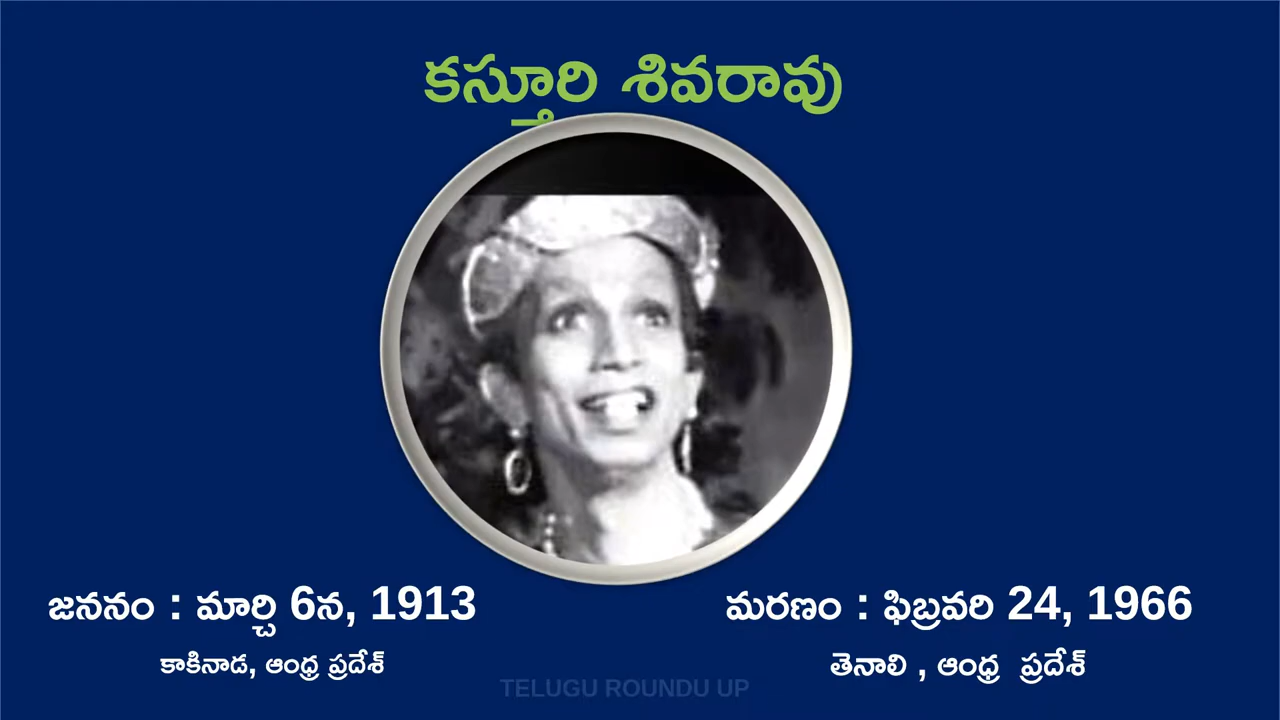 కస్తూరి శివరావు
జననం : మార్చి 6న, 1913
కాకినాడ, ఆంధ్ర ప్రదేశ్
మరణం : ఫిబ్రవరి 24, 1966
తెనాలి , ఆంధ్ర ప్రదేశ్
TELUGU ROUNDU UP